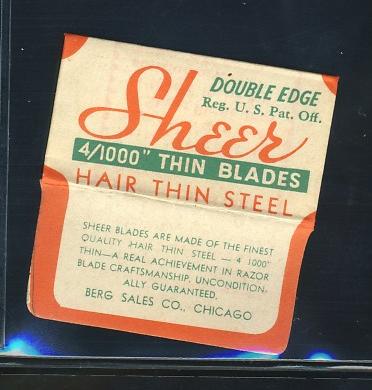 DOUBLE EDGE
Reg. U. S. Pat. Off.
Sheer
4/1000" THIN BLADES
HAIR THIN STEEL
SHEER BLADES ARE MADE OF THE FINEST
QUALITY HAIR THIN STEEL — 4 1000"
THIN—A REAL ACHIEVEMENT IN RAZOR
BLADE CRAFTSMANSHIP. UNCONDITION-
ALLY GUARANTEED.
BERG SALES CO., CHICAGO